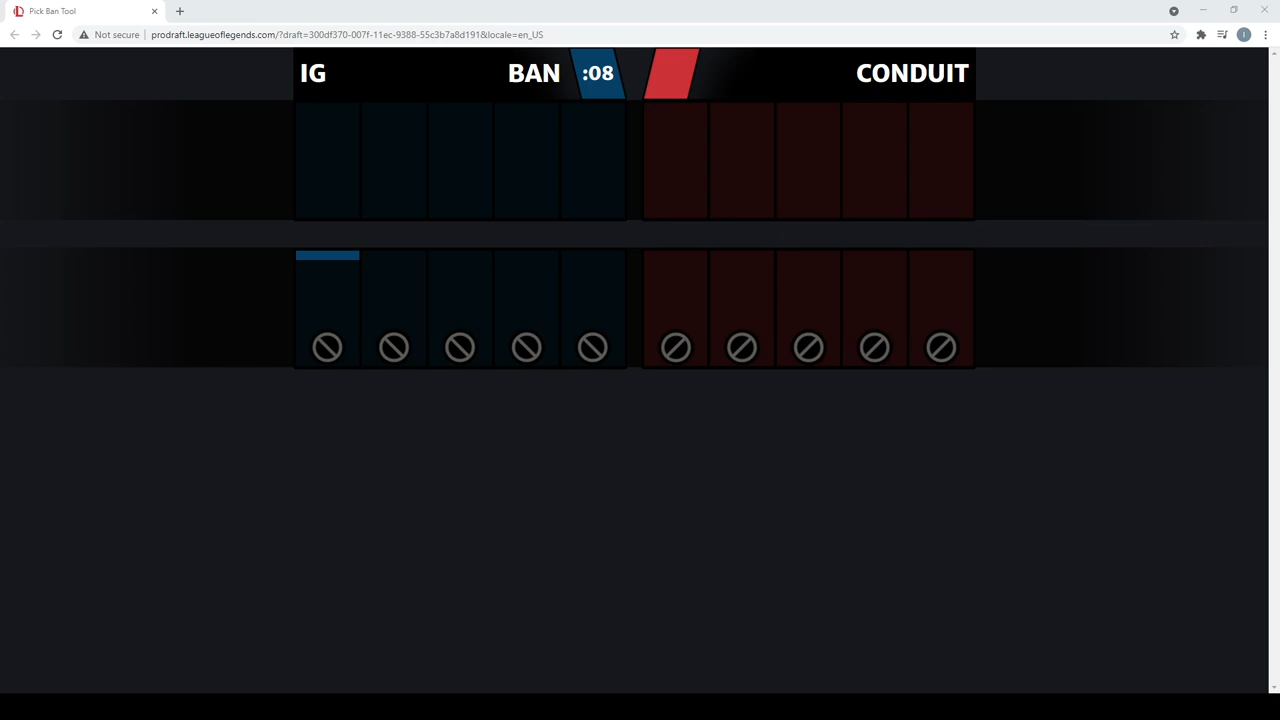 Pick Ban Tool
Not secure
prodraft.leagueoflegends.com/?draft=300df370-007f-11ec-9388-55c3b7a8d191&locale=en_US
I
IG
BAN
:08
CONDUIT